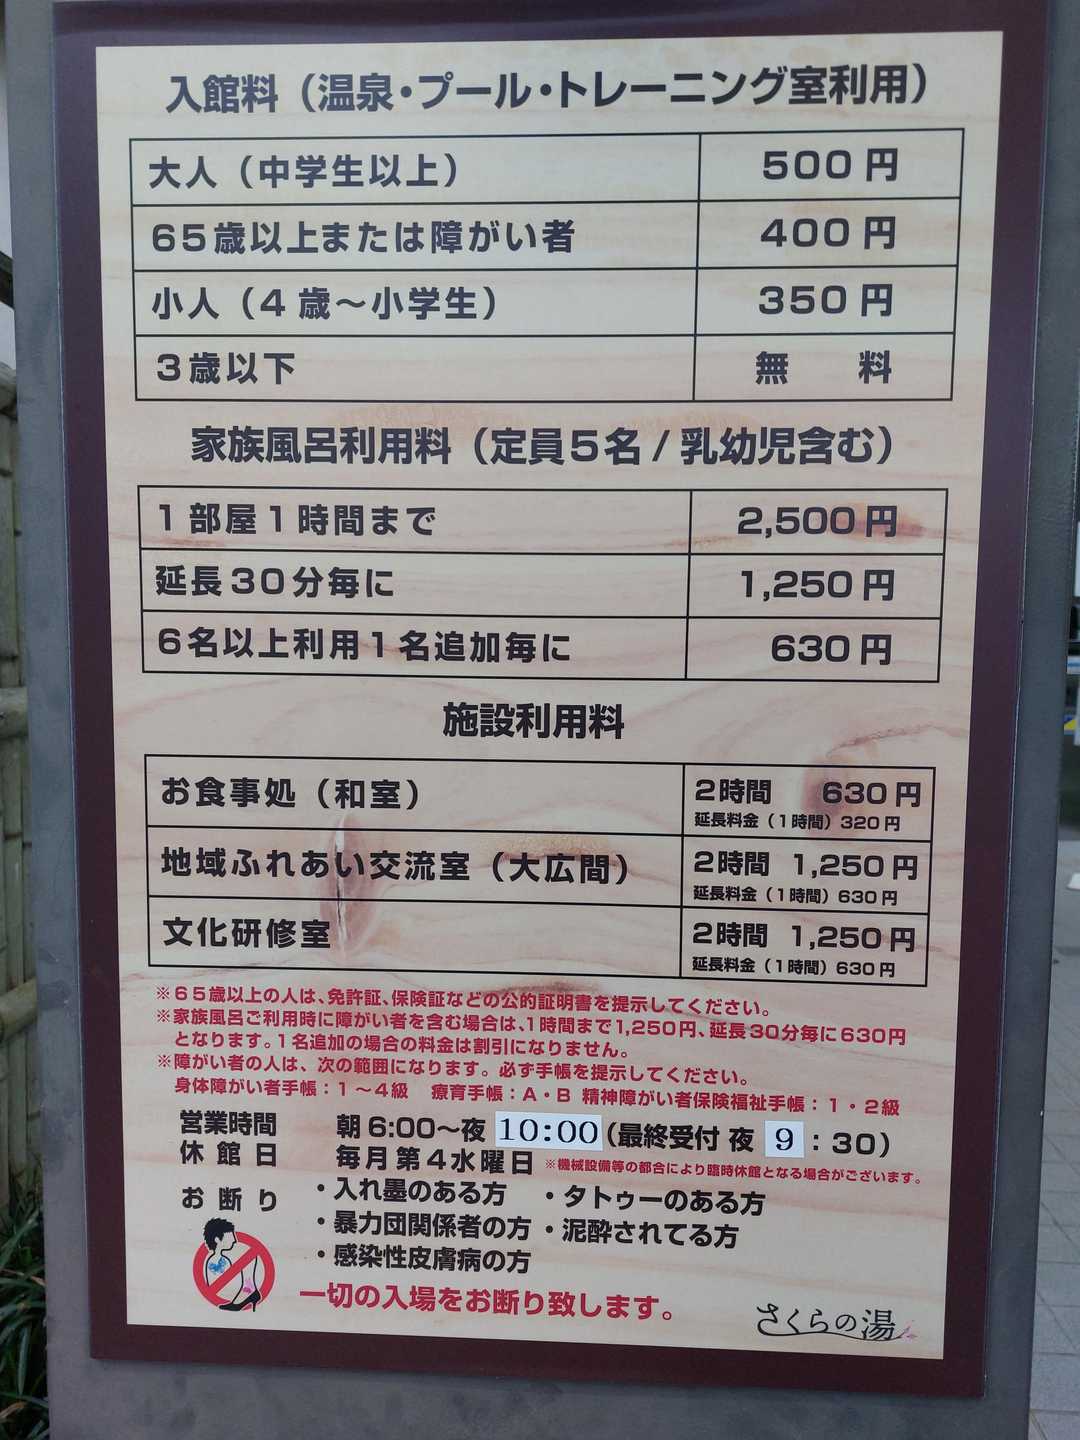 入館料（温泉・プール・トレーニング室利用）
大人（中学生以上） 500円
65歳以上または障がい者 400円
小人（4歳～小学生） 350円
3歳以下 無料
家族風呂利用料（定員5名/乳幼児含む）
1部屋1時間まで 2,500円
延長30分毎に 1,250円
6名以上利用1名追加毎に 630円
施設利用料
お食事処（和室） 2時間 630円
延長料金（1時間）320円
地域ふれあい交流室（大広間） 2時間 1,250円
延長料金（1時間）630円
文化研修室 2時間 1,250円
延長料金（1時間）630円
※65歳以上の人は、免許証、保険証などの公的証明書を提示してください。
※家族風呂ご利用時に障がい者を含む場合は、1時間まで1,250円、延長30分毎に630円
となります。1名追加の場合の料金は割引になりません。
※障がい者の人は、次の範囲になります。必ず手帳を提示してください。
身体障がい者手帳：1～4級 療育手帳：A・B 精神障がい者保険福祉手帳：1・2級
営業時間 朝6:00～夜10:00（最終受付 夜9:30）
休館日 毎月第4水曜日 ※機械設備等の都合により臨時休館となる場合がございます。
お断り ・入れ墨のある方 ・タトゥーのある方
・暴力団関係者の方 ・泥酔されてる方
・感染性皮膚病の方
一切の入場をお断り致します。
さくらの湯